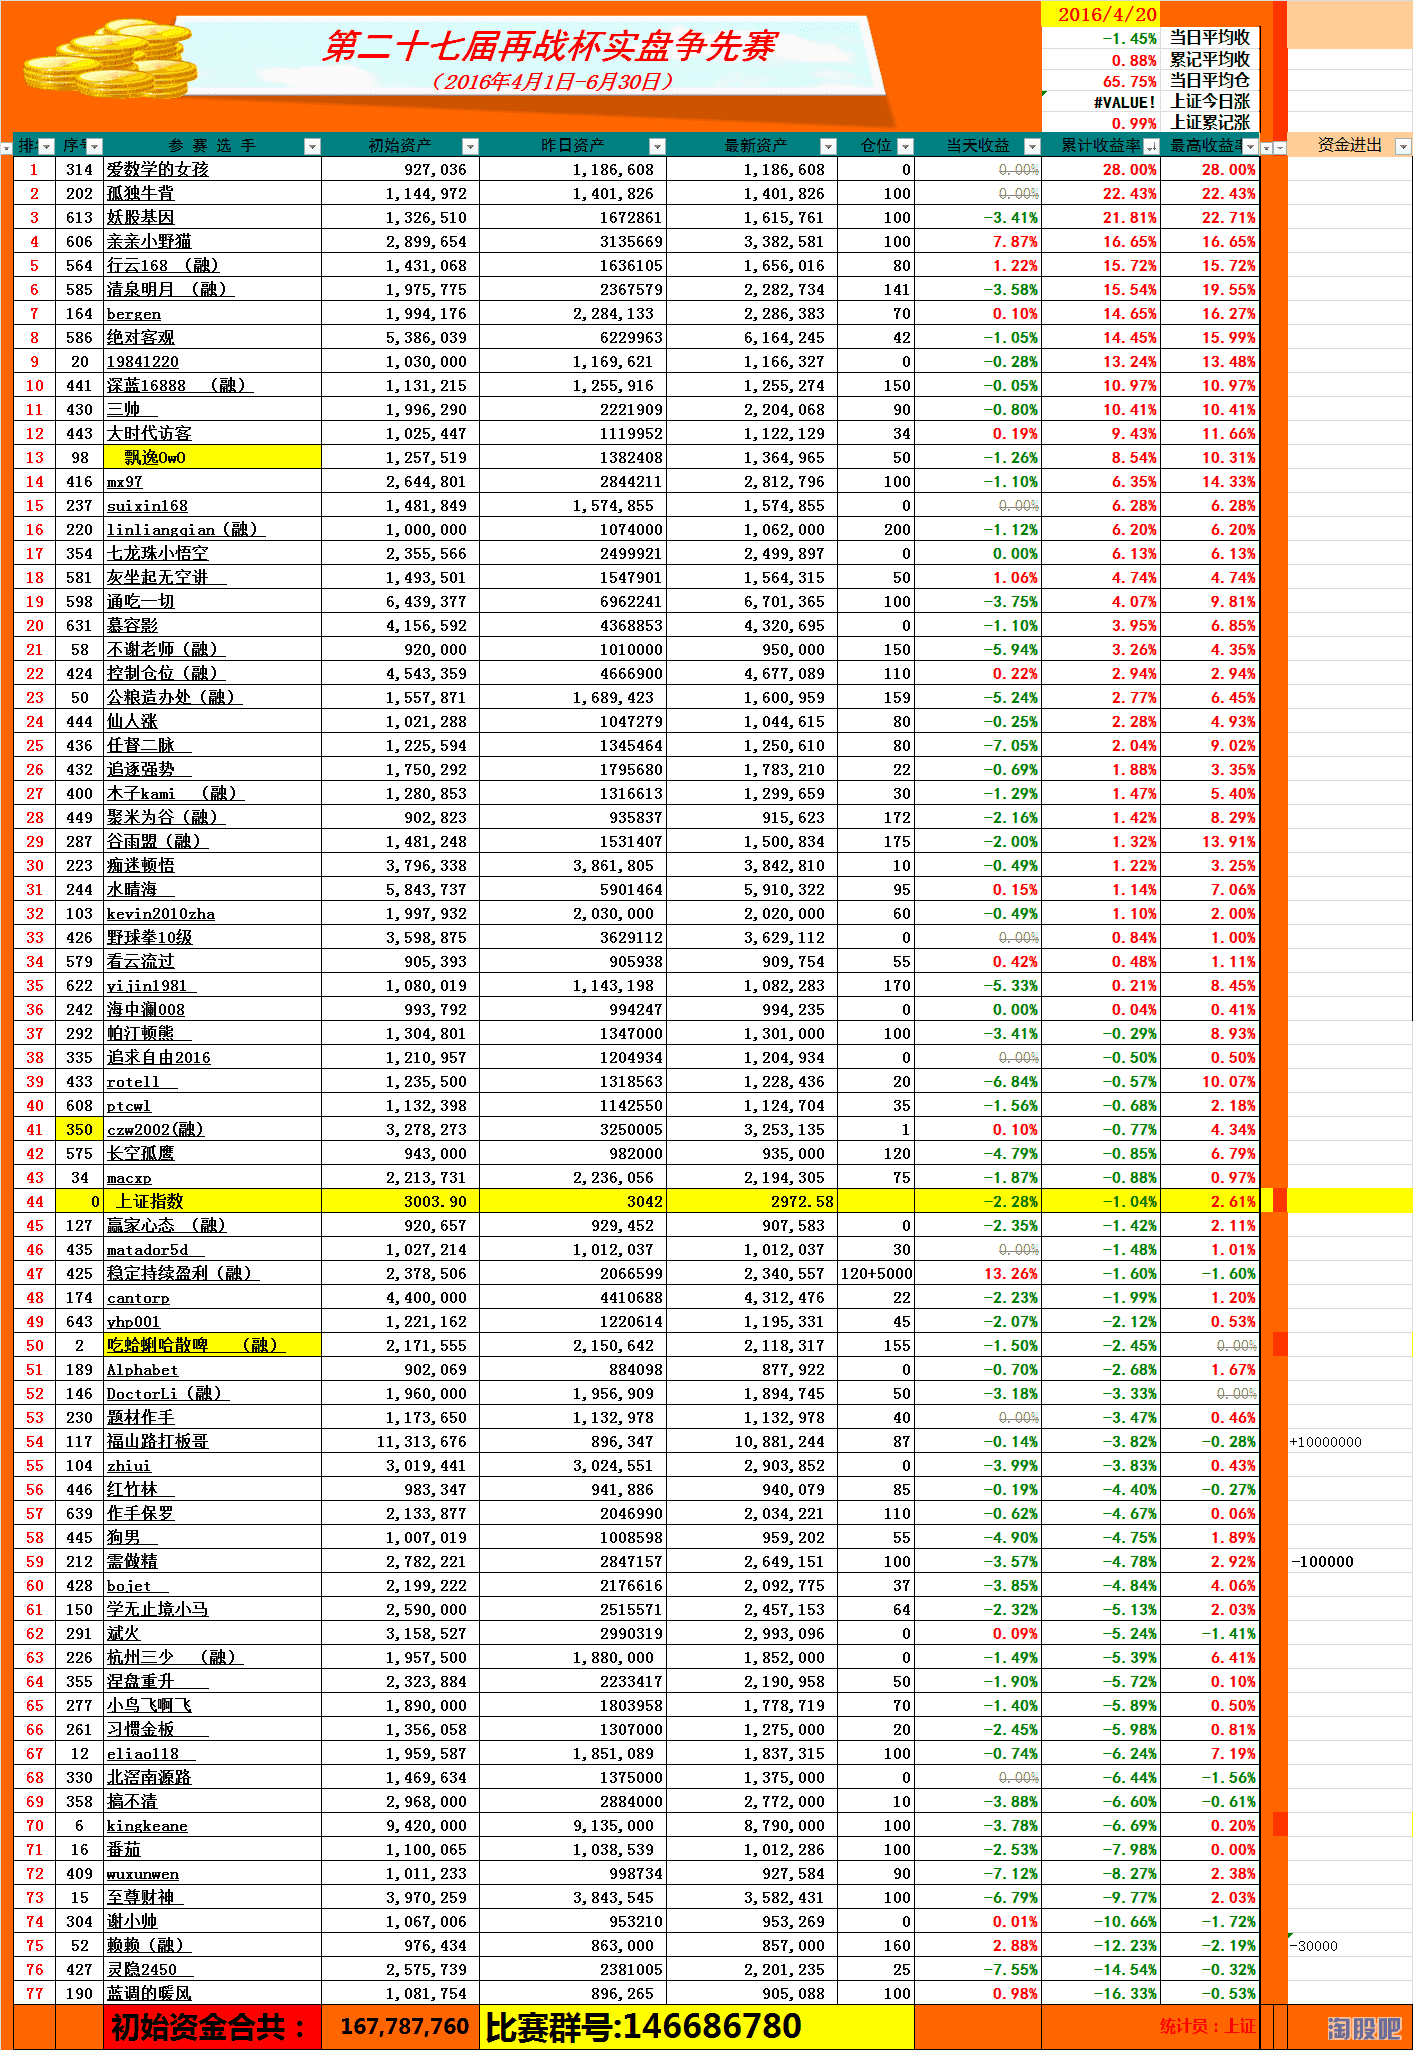 第二十七届再战杯实盘争先赛
（2016年4月1日-6月30日）
2016/4/20
-1.45% 当日平均收
0.88% 累记平均收
65.75% 当日平均仓
#VALUE! 上证今日涨
0.99% 上证累记涨
排名 序号 参赛选手 初始资产 昨日资产 最新资产 仓位 当天收益 累计收益率 最高收益率 资金进出
1 314 爱数学的女孩 927,036 1,186,608 1,186,608 0 0.00% 28.00% 28.00%
2 202 孤独牛背 1,144,972 1,401,826 1,401,826 100 0.00% 22.43% 22.43%
3 613 妖股基因 1,326,510 1672861 1,615,761 100 -3.41% 21.81% 22.71%
4 606 亲亲小野猫 2,899,654 3135669 3,382,581 100 7.87% 16.65% 16.65%
5 564 行云168 （融） 1,431,068 1636105 1,656,016 80 1.22% 15.72% 15.72%
6 585 清泉明月 （融） 1,975,775 2367579 2,282,734 141 -3.58% 15.54% 19.55%
7 164 bergen 1,994,176 2,284,133 2,286,383 70 0.10% 14.65% 16.27%
8 586 绝对客观 5,386,039 6229963 6,164,245 42 -1.05% 14.45% 15.99%
9 20 19841220 1,030,000 1,169,621 1,166,327 0 -0.28% 13.24% 13.48%
10 441 深蓝16888 （融） 1,131,215 1,255,916 1,255,274 150 -0.05% 10.97% 10.97%
11 430 三帅 1,996,290 2221909 2,204,068 90 -0.80% 10.41% 10.41%
12 443 大时代访客 1,025,447 1119952 1,122,129 34 0.19% 9.43% 11.66%
13 98 飘逸OwO 1,257,519 1382408 1,364,965 50 -1.26% 8.54% 10.31%
14 416 mx97 2,644,801 2844211 2,812,796 100 -1.10% 6.35% 14.33%
15 237 suixin168 1,481,849 1,574,855 1,574,855 0 0.00% 6.28% 6.28%
16 220 linliangqian（融） 1,000,000 1074000 1,062,000 200 -1.12% 6.20% 6.20%
17 354 七龙珠小悟空 2,355,566 2499921 2,499,897 0 0.00% 6.13% 6.13%
18 581 灰坐起无空讲 1,493,501 1547901 1,564,315 50 1.06% 4.74% 4.74%
19 598 通吃一切 6,439,377 6962241 6,701,365 100 -3.75% 4.07% 9.81%
20 631 慕容影 4,156,592 4368853 4,320,695 0 -1.10% 3.95% 6.85%
21 58 不谢老师（融） 920,000 1010000 950,000 150 -5.94% 3.26% 4.35%
22 424 控制仓位（融） 4,543,359 4666900 4,677,089 110 0.22% 2.94% 2.94%
23 50 公粮造办处（融） 1,557,871 1,689,423 1,600,959 159 -5.24% 2.77% 6.45%
24 444 仙人涨 1,021,288 1047279 1,044,615 80 -0.25% 2.28% 4.93%
25 436 任督二脉 1,225,594 1345464 1,250,610 80 -7.05% 2.04% 9.02%
26 432 追逐强势 1,750,292 1795680 1,783,210 22 -0.69% 1.88% 3.35%
27 400 木子kami （融） 1,280,853 1316613 1,299,659 30 -1.29% 1.47% 5.40%
28 449 聚米为谷（融） 902,823 935837 915,623 172 -2.16% 1.42% 8.29%
29 287 谷雨盟（融） 1,481,248 1531407 1,500,834 175 -2.00% 1.32% 13.91%
30 223 痴迷顿悟 3,796,338 3,861,805 3,842,810 10 -0.49% 1.22% 3.25%
31 244 水晴海 5,843,737 5901464 5,910,322 95 0.15% 1.14% 7.06%
32 103 kevin2010zha 1,997,932 2,030,000 2,020,000 60 -0.49% 1.10% 2.00%
33 426 野球拳10级 3,598,875 3629112 3,629,112 0 0.00% 0.84% 1.00%
34 579 看云流过 905,393 905938 909,754 55 0.42% 0.48% 1.11%
35 622 yijin1981 1,080,019 1,143,198 1,082,283 170 -5.33% 0.21% 8.45%
36 242 海中澜008 993,792 994247 994,235 0 0.00% 0.04% 0.41%
37 292 帕汀顿熊 1,304,801 1347000 1,301,000 100 -3.41% -0.29% 8.93%
38 335 追求自由2016 1,210,957 1204934 1,204,934 0 0.00% -0.50% 0.50%
39 433 rotell 1,235,500 1318563 1,228,436 20 -6.84% -0.57% 10.07%
40 608 ptcwl 1,132,398 1142550 1,124,704 35 -1.56% -0.68% 2.18%
41 350 czw2002(融) 3,278,273 3250005 3,253,135 1 0.10% -0.77% 4.34%
42 575 长空孤鹰 943,000 982000 935,000 120 -4.79% -0.85% 6.79%
43 34 macxp 2,213,731 2,236,056 2,194,305 75 -1.87% -0.88% 0.97%
44 0 上证指数 3003.90 3042 2972.58 -2.28% -1.04% 2.61%
45 127 赢家心态 （融） 920,657 929,452 907,583 0 -2.35% -1.42% 2.11%
46 435 matador5d 1,027,214 1,012,037 1,012,037 30 0.00% -1.48% 1.01%
47 425 稳定持续盈利（融） 2,378,506 2066599 2,340,557 120+5000 13.26% -1.60% -1.60%
48 174 cantorp 4,400,000 4410688 4,312,476 22 -2.23% -1.99% 1.20%
49 643 yhp001 1,221,162 1220614 1,195,331 45 -2.07% -2.12% 0.53%
50 2 吃蛤蜊哈散啤 （融） 2,171,555 2,150,642 2,118,317 155 -1.50% -2.45% 0.00%
51 189 Alphabet 902,069 884098 877,922 0 -0.70% -2.68% 1.67%
52 146 DoctorLi（融） 1,960,000 1,956,909 1,894,745 50 -3.18% -3.33% 0.00%
53 230 题材作手 1,173,650 1,132,978 1,132,978 40 0.00% -3.47% 0.46%
54 117 福山路打板哥 11,313,676 896,347 10,881,244 87 -0.14% -3.82% -0.28% +10000000
55 104 zhiui 3,019,441 3,024,551 2,903,852 0 -3.99% -3.83% 0.43%
56 446 红竹林 983,347 941,886 940,079 85 -0.19% -4.40% -0.27%
57 639 作手保罗 2,133,877 2046990 2,034,221 110 -0.62% -4.67% 0.06%
58 445 狗男 1,007,019 1008598 959,202 55 -4.90% -4.75% 1.89%
59 212 需做精 2,782,221 2847157 2,649,151 100 -3.57% -4.78% 2.92% -100000
60 428 bojet 2,199,222 2176616 2,092,775 37 -3.85% -4.84% 4.06%
61 150 学无止境小马 2,590,000 2515571 2,457,153 64 -2.32% -5.13% 2.03%
62 291 斌火 3,158,527 2990319 2,993,096 0 0.09% -5.24% -1.41%
63 226 杭州三少 （融） 1,957,500 1,880,000 1,852,000 0 -1.49% -5.39% 6.41%
64 355 涅盘重升 2,323,884 2233417 2,190,958 50 -1.90% -5.72% 0.10%
65 277 小鸟飞啊飞 1,890,000 1803958 1,778,719 70 -1.40% -5.89% 0.50%
66 261 习惯金板 1,356,058 1307000 1,275,000 20 -2.45% -5.98% 0.81%
67 12 eliao118 1,959,587 1,851,089 1,837,315 100 -0.74% -6.24% 7.19%
68 330 北滘南源路 1,469,634 1375000 1,375,000 0 0.00% -6.44% -1.56%
69 358 搞不清 2,968,000 2884000 2,772,000 10 -3.88% -6.60% -0.61%
70 6 kingkeane 9,420,000 9,135,000 8,790,000 100 -3.78% -6.69% 0.20%
71 16 番茄 1,100,065 1,038,539 1,012,286 100 -2.53% -7.98% 0.00%
72 409 wuxunwen 1,011,233 998734 927,584 90 -7.12% -8.27% 2.38%
73 15 至尊财神 3,970,259 3,843,545 3,582,431 100 -6.79% -9.77% 2.03%
74 304 谢小帅 1,067,006 953210 953,269 0 0.01% -10.66% -1.72%
75 52 赖赖（融） 976,434 863,000 857,000 160 2.88% -12.23% -2.19% -30000
76 427 灵隐2450 2,575,739 2381005 2,201,235 25 -7.55% -14.54% -0.32%
77 190 蓝调的暖风 1,081,754 896,265 905,088 100 0.98% -16.33% -0.53%
初始资金合共： 167,787,760 比赛群号:146686780 统计员：上证
淘股吧